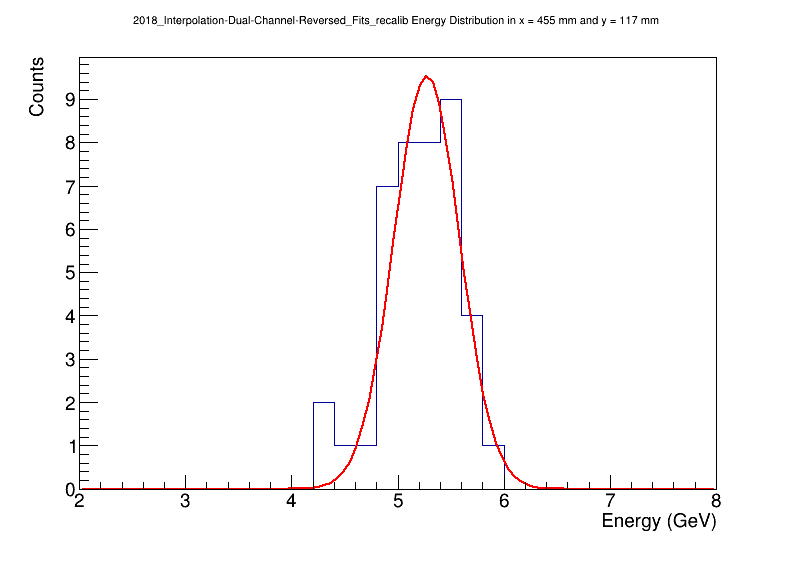 2018_Interpolation-Dual-Channel-Reversed_Fits_recalib Energy Distribution in x = 455 mm and y = 117 mm
Counts
9
8
7
6
5
4
3
2
1
0
2 3 4 5 6 7 8
Energy (GeV)